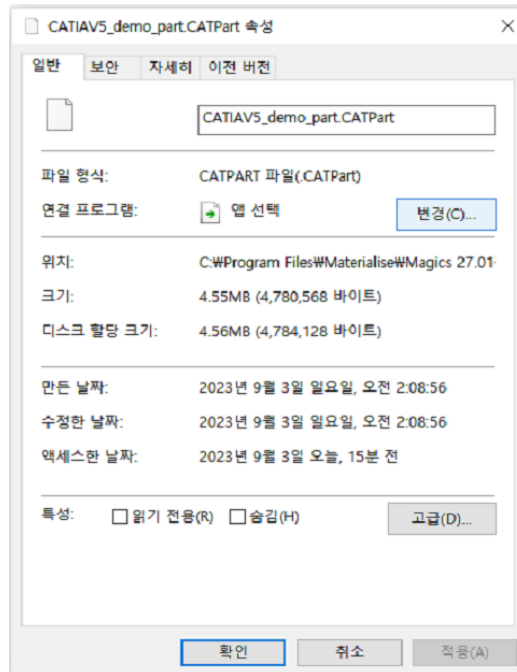 CATIAV5_demo_part.CATPart 속성
일반 보안 자세히 이전 버전
CATIAV5_demo_part.CATPart
파일 형식: CATPART 파일(.CATPart)
연결 프로그램: 앱 선택 변경(C)...
위치: C:₩Program Files₩Materialise₩Magics 27.01
크기: 4.55MB (4,780,568 바이트)
디스크 할당 크기: 4.56MB (4,784,128 바이트)
만든 날짜: 2023년 9월 3일 일요일, 오전 2:08:56
수정한 날짜: 2023년 9월 3일 일요일, 오전 2:08:56
액세스한 날짜: 2023년 9월 3일 오늘, 15분 전
특성: 읽기 전용(R) 숨김(H) 고급(D)...
확인 취소 적용(A)